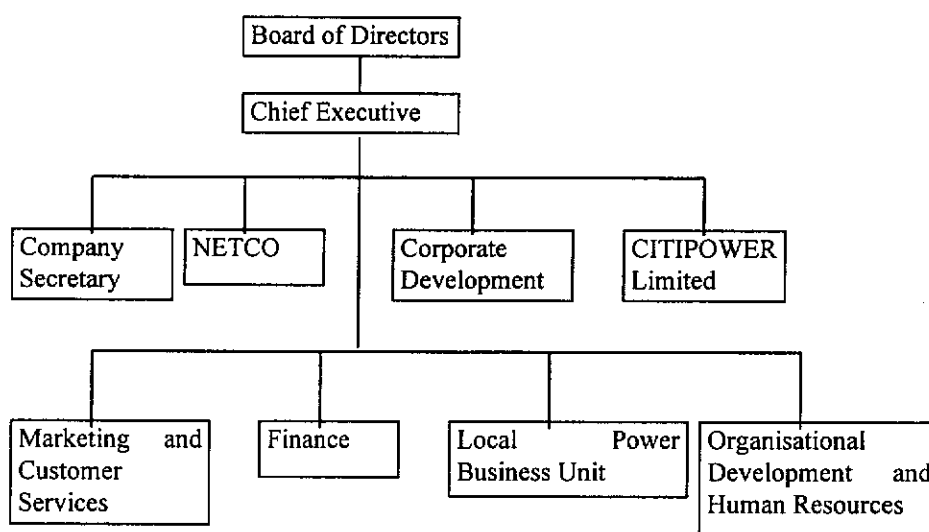 Board of Directors
Chief Executive
Company
Secretary
NETCO
Corporate
Development
CITIPOWER
Limited
Marketing and
Customer
Services
Finance
Local Power
Business Unit
Organisational
Development and
Human Resources